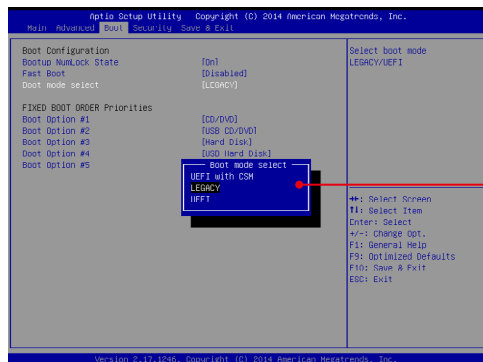 Aptio Setup Utility Copyright (C) 2014 American Megatrends, Inc.
Main Advanced Boot Security Save & Exit
Boot Configuration
Bootup NumLock State [On]
Fast Boot [Disabled]
Boot mode select [LEGACY]
FIXED BOOT ORDER Priorities
Boot Option #1 [CD/DVD]
Boot Option #2 [USB CD/DVD]
Boot Option #3 [Hard Disk]
Boot Option #4 [USB Hard Disk]
Boot Option #5
Boot mode select
UEFI with CSM
LEGACY
UEFI
Select boot mode
LEGACY/UEFI
→←: Select Screen
↑↓: Select Item
Enter: Select
+/-: Change Opt.
F1: General Help
F9: Optimized Defaults
F10: Save & Exit
ESC: Exit
Version 2.17.1246. Copyright (C) 2014 American Megatrends, Inc.